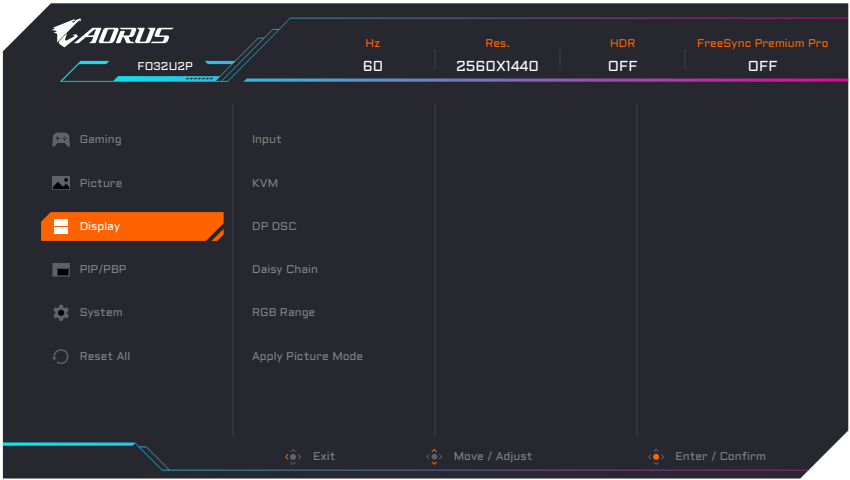 AORUS
FO32U2P
Hz Res. HDR FreeSync Premium Pro
60 2560X1440 OFF OFF
Gaming Input
Picture KVM
Display DP DSC
PIP/PBP Daisy Chain
System RGB Range
Reset All Apply Picture Mode
Exit Move / Adjust Enter / Confirm